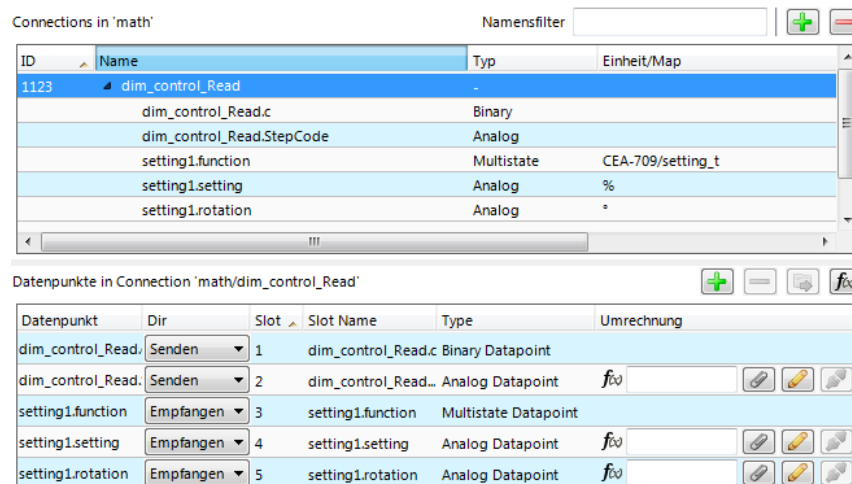 Connections in 'math' Namensfilter
ID Name Typ Einheit/Map
1123 dim_control_Read -
dim_control_Read.c Binary
dim_control_Read.StepCode Analog
setting1.function Multistate CEA-709/setting_t
setting1.setting Analog %
setting1.rotation Analog °
Datenpunkte in Connection 'math/dim_control_Read'
Datenpunkt Dir Slot Slot Name Type Umrechnung
dim_control_Read. Senden 1 dim_control_Read.c Binary Datapoint
dim_control_Read. Senden 2 dim_control_Read... Analog Datapoint f(x)
setting1.function Empfangen 3 setting1.function Multistate Datapoint
setting1.setting Empfangen 4 setting1.setting Analog Datapoint f(x)
setting1.rotation Empfangen 5 setting1.rotation Analog Datapoint f(x)